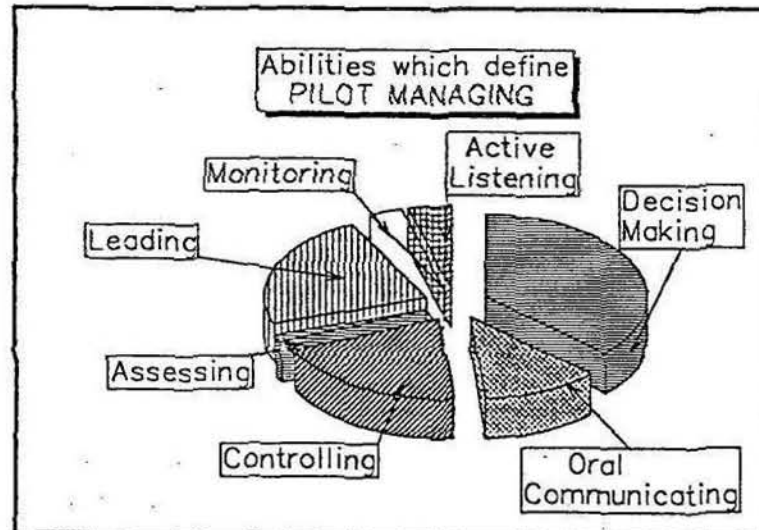 Abilities which define
PILOT MANAGING
Active
Listening
Monitoring
Decision
Making
Leading
Assessing
Controlling
Oral
Communicating